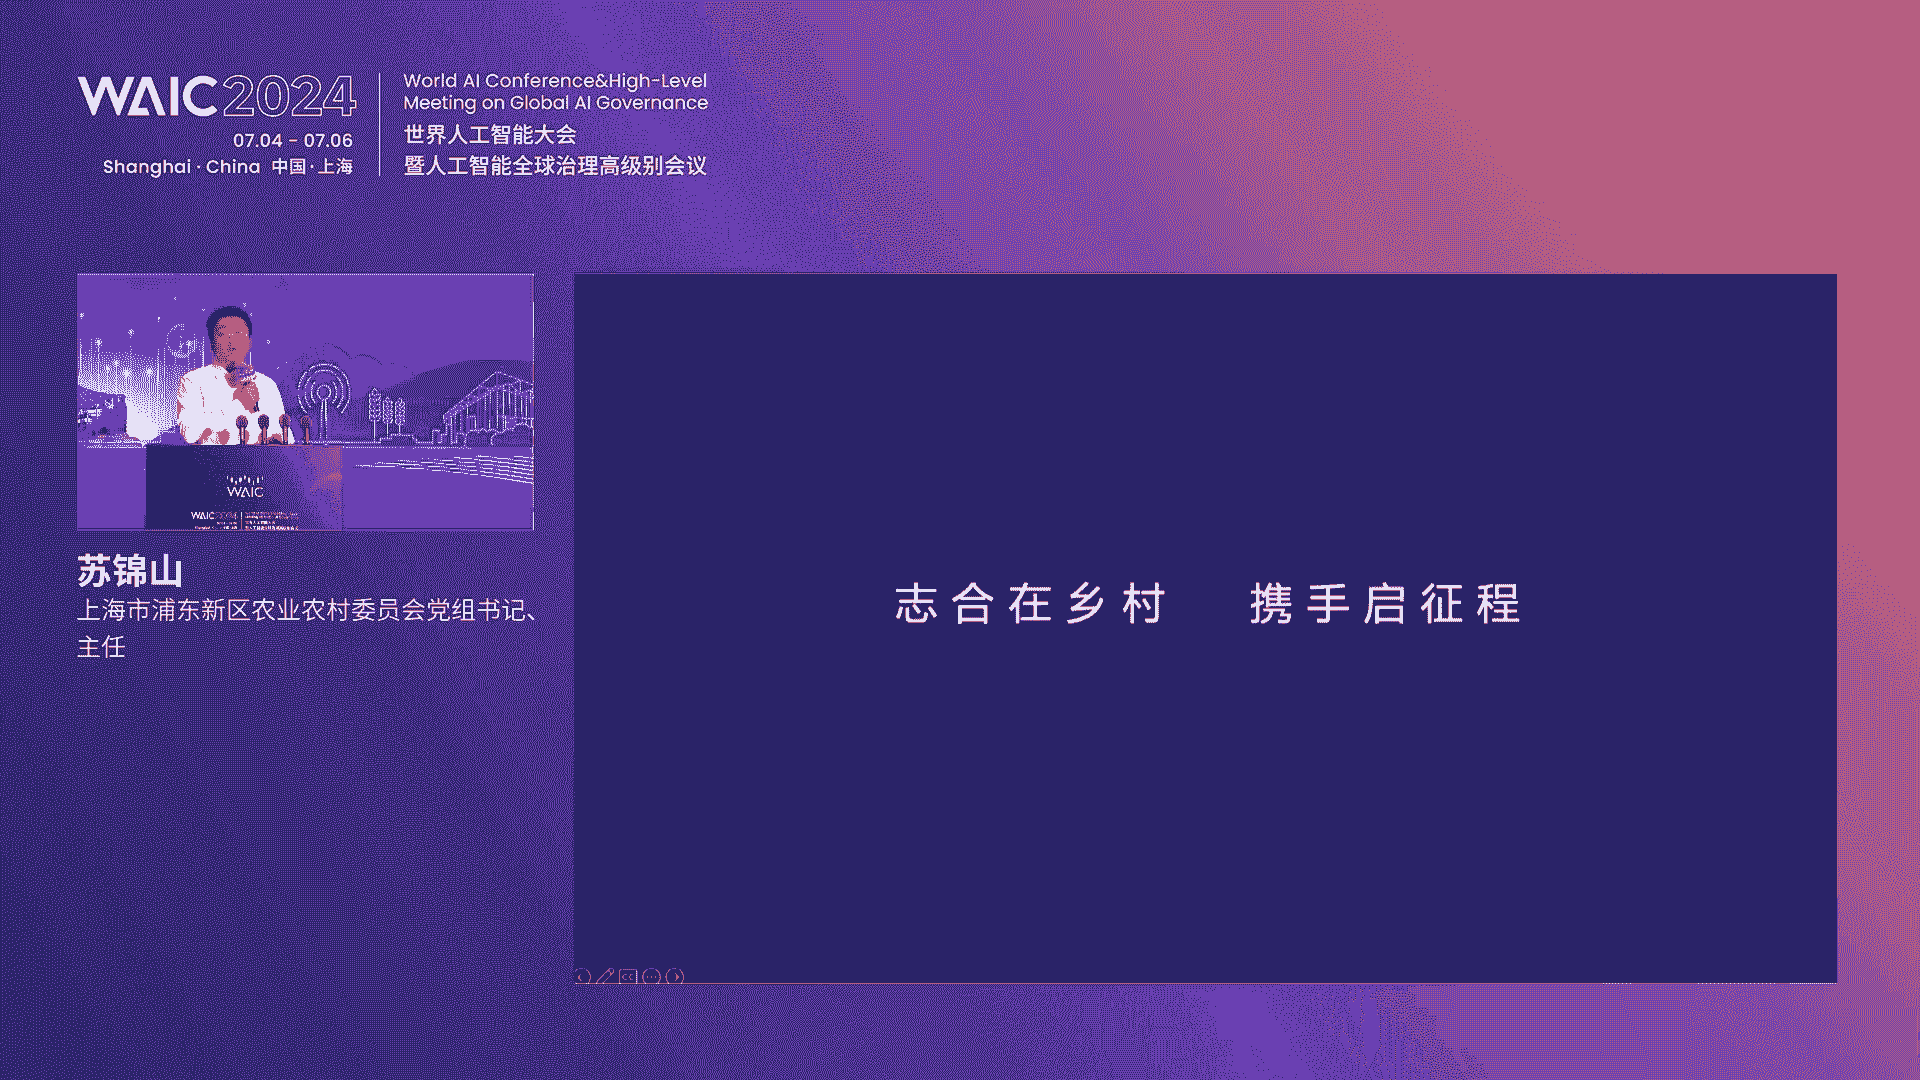 WAIC 2024
07.04 - 07.06
Shanghai · China 中国·上海
World AI Conference&High-Level
Meeting on Global AI Governance
世界人工智能大会
暨人工智能全球治理高级别会议
WAIC
WAIC 2024
苏锦山
上海市浦东新区农业农村委员会党组书记、
主任
志合在乡村 携手启征程